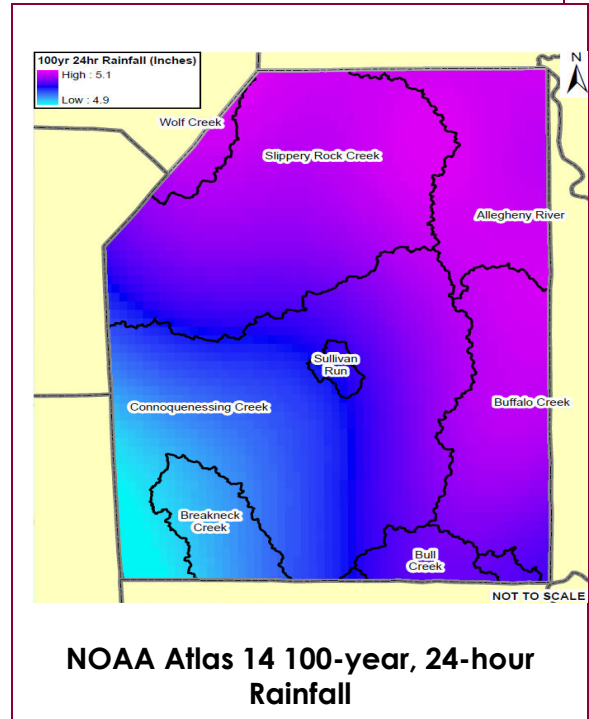 100yr 24hr Rainfall (Inches)
High : 5.1
Low : 4.9
N
Wolf Creek
Slippery Rock Creek
Allegheny River
Sullivan
Run
Connoquenessing Creek
Buffalo Creek
Breakneck
Creek
Bull
Creek
NOT TO SCALE
NOAA Atlas 14 100-year, 24-hour
Rainfall